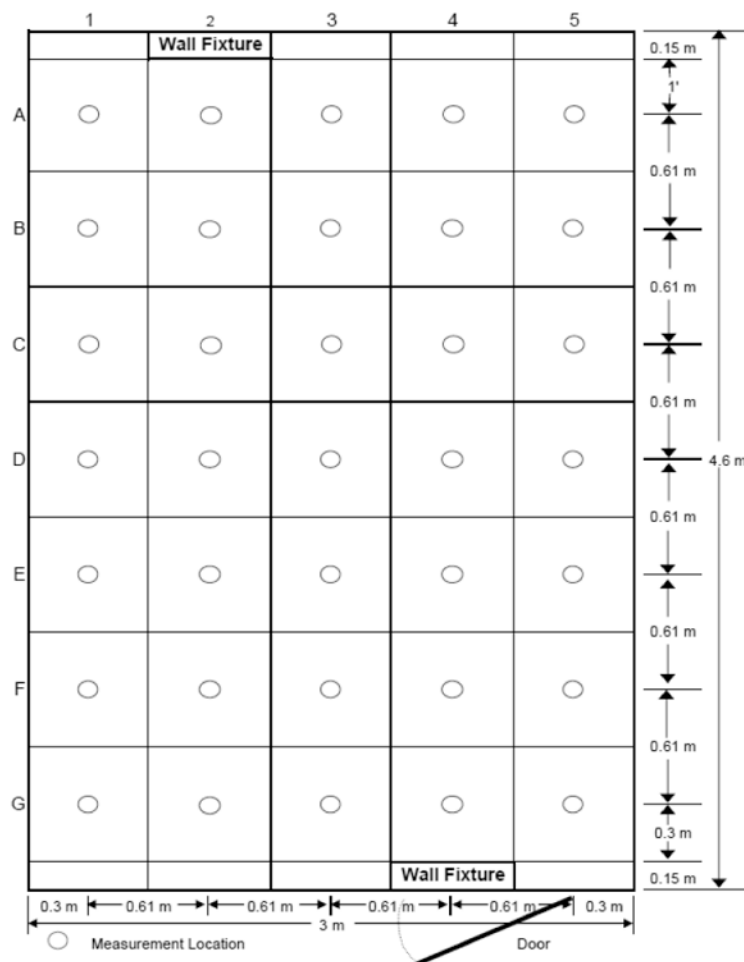 1 2 3 4 5
Wall Fixture
0.15 m
1'
A
0.61 m
B
0.61 m
C
0.61 m
D
4.6 m
0.61 m
E
0.61 m
F
0.61 m
G
0.3 m
Wall Fixture
0.15 m
0.3 m 0.61 m 0.61 m 0.61 m 0.61 m 0.3 m
3 m
Measurement Location Door